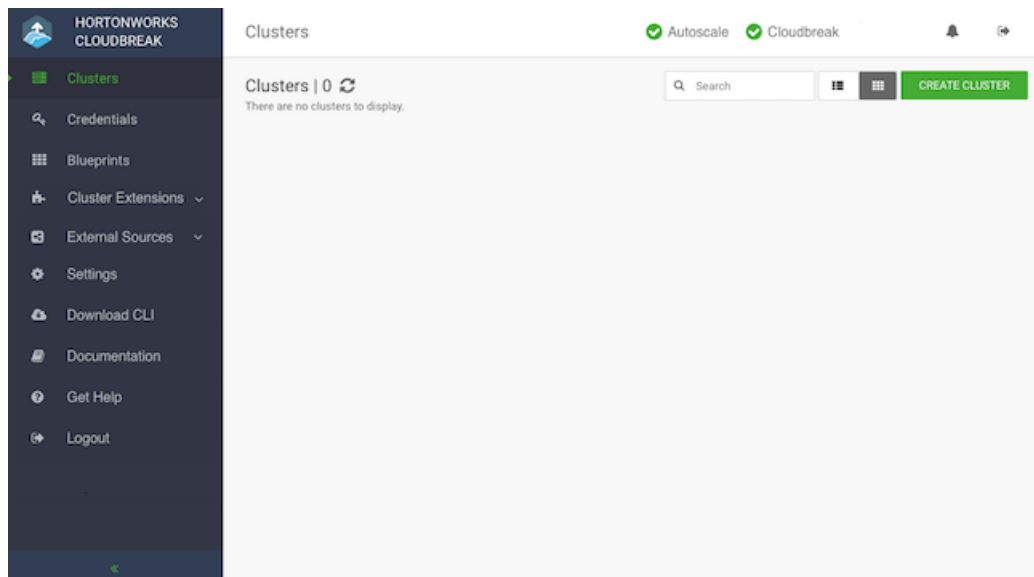 HORTONWORKS
CLOUDBREAK
Clusters
Credentials
Blueprints
Cluster Extensions
External Sources
Settings
Download CLI
Documentation
Get Help
Logout
Clusters
Autoscale
Cloudbreak
Clusters | 0
There are no clusters to display.
Search
CREATE CLUSTER